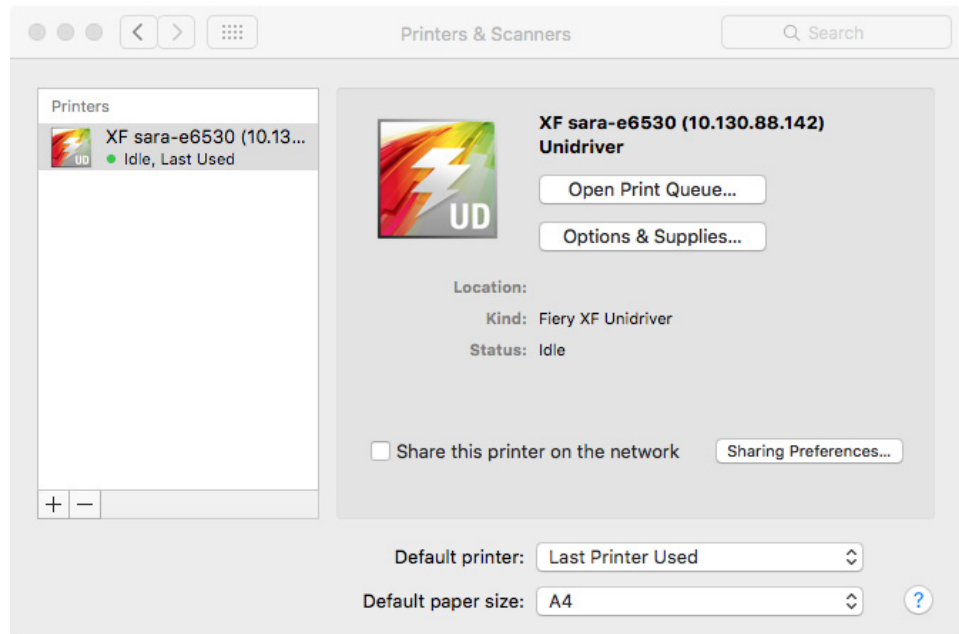 Printers & Scanners
Search
Printers
XF sara-e6530 (10.13...
Idle, Last Used
UD
UD
XF sara-e6530 (10.130.88.142)
Unidriver
Open Print Queue...
Options & Supplies...
Location:
Kind: Fiery XF Unidriver
Status: Idle
Share this printer on the network
Sharing Preferences...
+ −
Default printer: Last Printer Used
Default paper size: A4
?